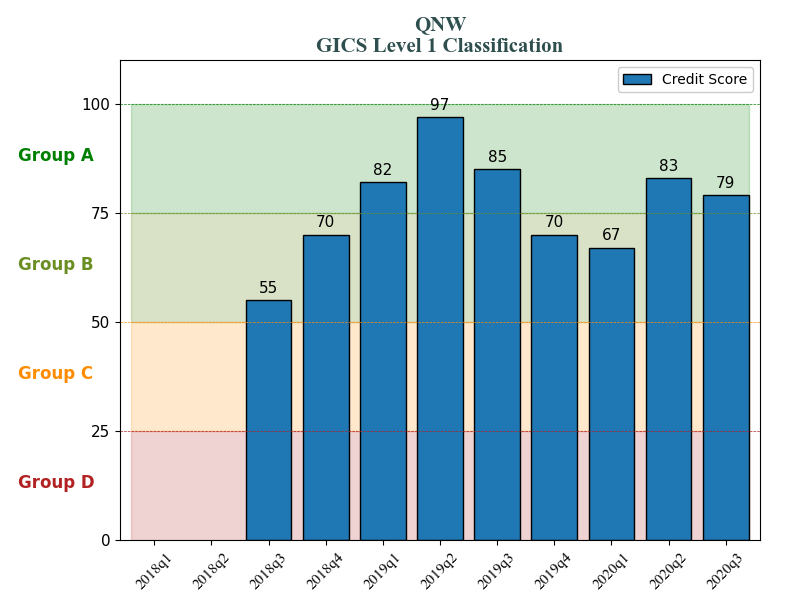 QNW
GICS Level 1 Classification
Credit Score
100
75
50
25
0
Group A
Group B
Group C
Group D
55
70
82
97
85
70
67
83
79
2018q1
2018q2
2018q3
2018q4
2019q1
2019q2
2019q3
2019q4
2020q1
2020q2
2020q3